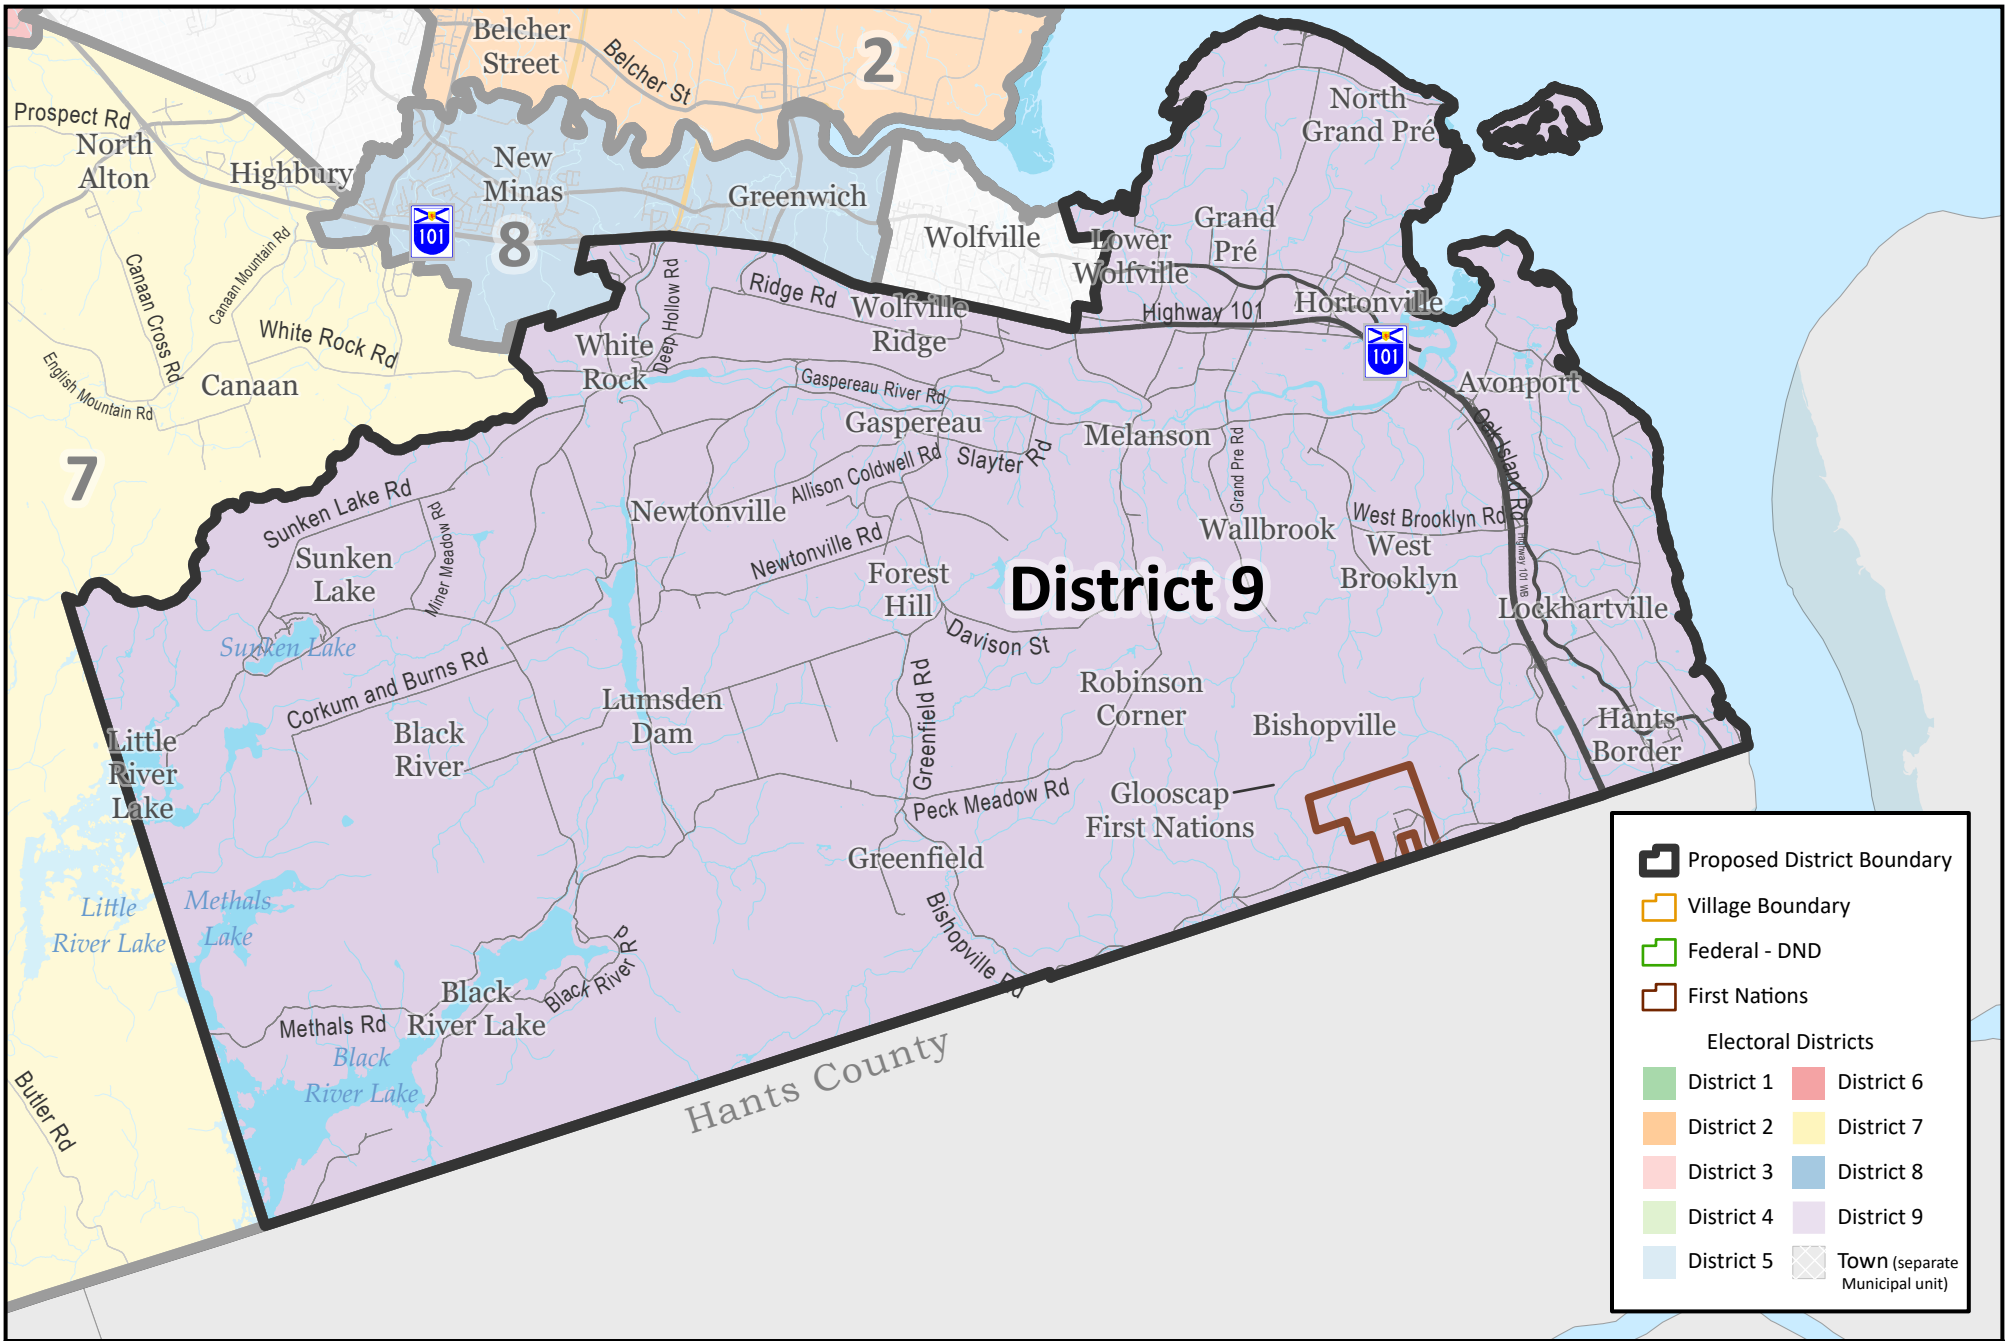 Belcher
Street
Belcher St
2
Prospect Rd
North
Alton
Highbury
New
Minas
Greenwich
101
8
Wolfville
North
Grand Pré
Grand
Pré
Lower
Wolfville
Highway 101
Hortonville
101
Avonport
Canaan Cross Rd
Canaan Mountain Rd
White Rock Rd
English Mountain Rd
Canaan
7
White
Rock
Deep Hollow Rd
Ridge Rd
Wolfville
Ridge
Gaspereau River Rd
Gaspereau
Slayter Rd
Melanson
Grand Pre Rd
Oak Island Rd
Highway 101 WB
Sunken Lake Rd
Miner Meadow Rd
Sunken
Lake
Sunken Lake
Newtonville
Allison Coldwell Rd
Newtonville Rd
Forest
Hill
District 9
Wallbrook
West Brooklyn Rd
West
Brooklyn
Lockhartville
Davison St
Corkum and Burns Rd
Black
River
Lumsden
Dam
Greenfield Rd
Robinson
Corner
Bishopville
Hants
Border
Little
River
Lake
Glooscap
First Nations
Peck Meadow Rd
Greenfield
Bishopville Rd
Little
River Lake
Methals
Lake
Black
River Lake
Black River Rd
Methals Rd
Black
River Lake
Butler Rd
Hants County
Proposed District Boundary
Village Boundary
Federal - DND
First Nations
Electoral Districts
District 1
District 6
District 2
District 7
District 3
District 8
District 4
District 9
District 5
Town (separate
Municipal unit)